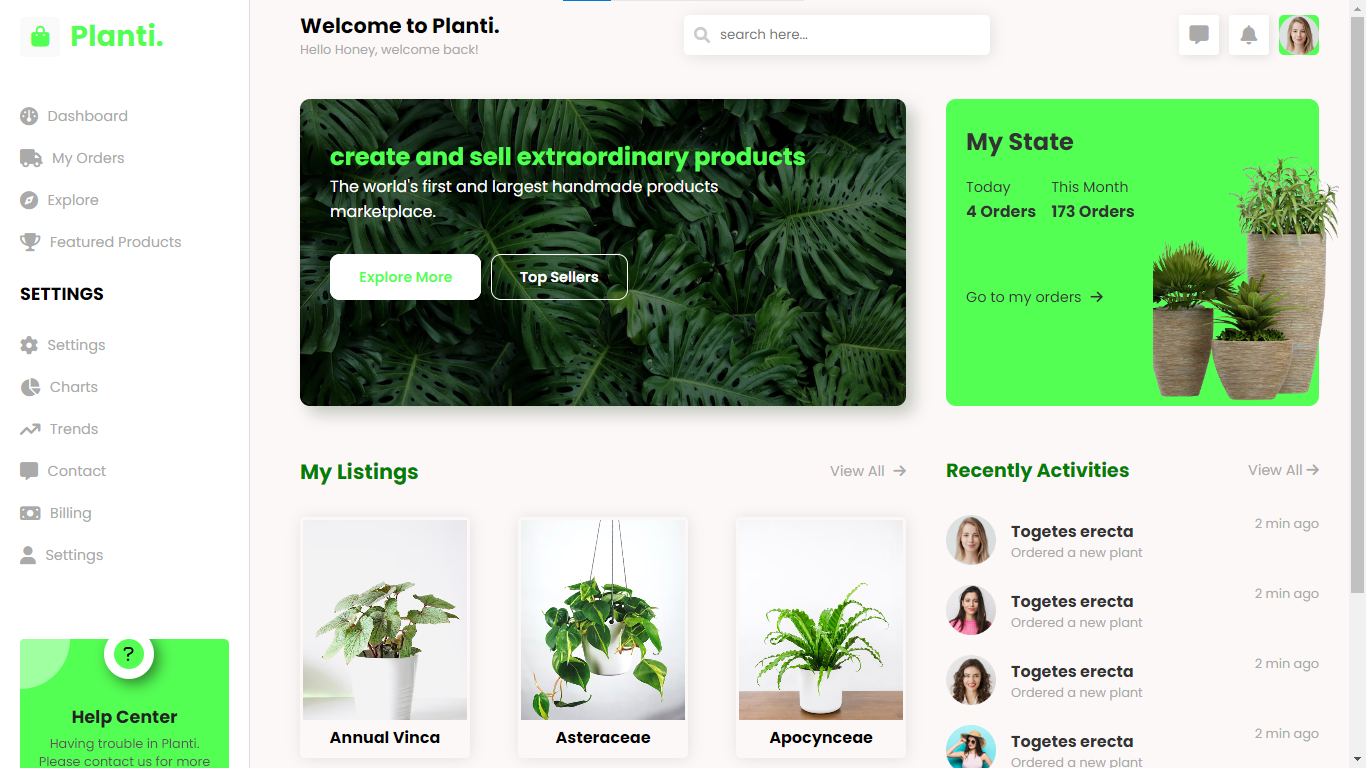 Planti.
Dashboard
My Orders
Explore
Featured Products
SETTINGS
Settings
Charts
Trends
Contact
Billing
Settings
?
Help Center
Having trouble in Planti.
Please contact us for more
Welcome to Planti.
Hello Honey, welcome back!
search here...
create and sell extraordinary products
The world's first and largest handmade products
marketplace.
Explore More
Top Sellers
My State
Today This Month
4 Orders 173 Orders
Go to my orders
My Listings
View All
Annual Vinca
Asteraceae
Apocynceae
Recently Activities
View All
Togetes erecta
Ordered a new plant
2 min ago
Togetes erecta
Ordered a new plant
2 min ago
Togetes erecta
Ordered a new plant
2 min ago
Togetes erecta
Ordered a new plant
2 min ago